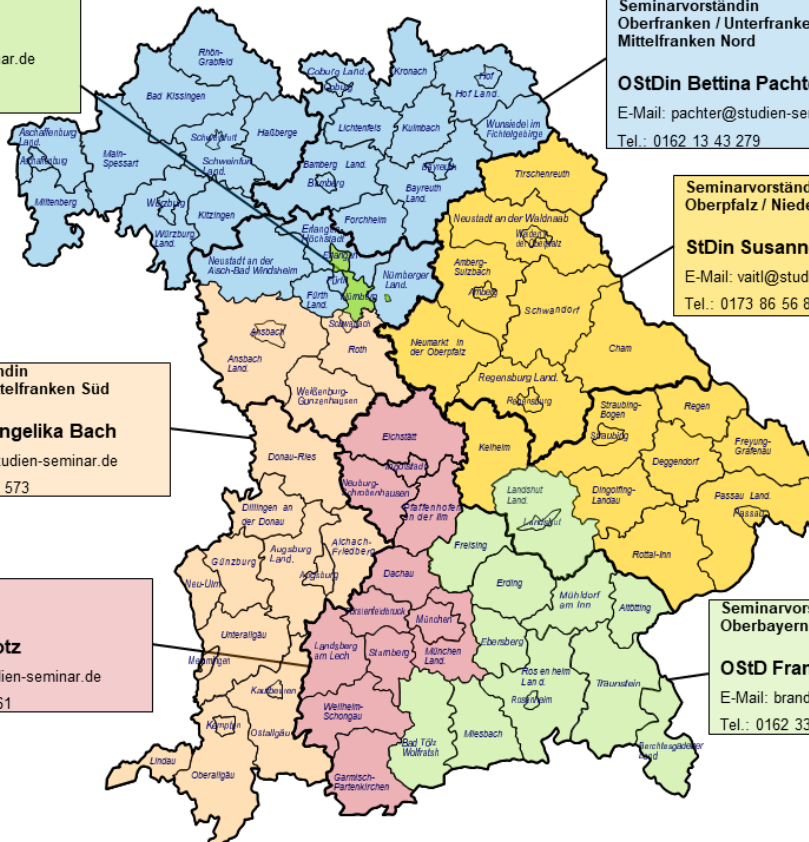 nar.de
Seminarvorständin
Oberfranken / Unterfranke
Mittelfranken Nord
OStDin Bettina Pacht
E-Mail: pachter@studien-se
Tel.: 0162 13 43 279
Seminarvorständ
Oberpfalz / Niede
StDin Susann
E-Mail: vaitl@stud
Tel.: 0173 86 56 8
ndin
ttelfranken Süd
ngelika Bach
tudien-seminar.de
573
otz
dien-seminar.de
61
Seminarvors
Oberbayern
OStD Fran
E-Mail: brand
Tel.: 0162 33
Rhön-
Grabfeld
Bad Kissingen
Coburg Land.
Coburg
Kronach
Hof
Hof Land.
Aschaffenburg
Land.
Aschaffenburg
Main-
Spessart
Schweinfurt
Schweinfurt
Land.
Haßberge
Lichtenfels
Kulmbach
Wunsiedel im
Fichtelgebirge
Miltenberg
Würzburg
Würzburg
Land.
Kitzingen
Bamberg Land.
Bamberg
Bayreuth
Bayreuth
Land.
Forchheim
Tirschenreuth
Neustadt an der
Aisch-Bad Windsheim
Erlangen-
Höchstadt
Erlangen
Fürth
Fürth
Land.
Nürnberg
Nürnberger
Land.
Neustadt an der Waldnaab
Weiden i.
der Oberpfalz
Amberg-
Sulzbach
Amberg
Schwandorf
Ansbach
Ansbach
Land.
Schwabach
Roth
Neumarkt in
der Oberpfalz
Cham
Weißenburg-
Gunzenhausen
Regensburg Land.
Regensburg
Straubing-
Bogen
Straubing
Regen
Freyung-
Grafenau
Deggendorf
Donau-Ries
Eichstätt
Ingolstadt
Kelheim
Neuburg-
Schrobenhausen
Pfaffenhofen
an der Ilm
Landshut
Land.
Landshut
Dingolfing-
Landau
Passau Land.
Passau
Rottal-Inn
Dillingen an
der Donau
Günzburg
Augsburg
Land.
Augsburg
Aichach-
Friedberg
Neu-Ulm
Dachau
Freising
Erding
Mühldorf
am Inn
Altötting
Fürstenfeldbruck
München
München
Land.
Ebersberg
Unterallgäu
Memmingen
Landsberg
am Lech
Starnberg
Rosenheim
Land.
Rosenheim
Traunstein
Kaufbeuren
Weilheim-
Schongau
Kempten
Ostallgäu
Bad Tölz
Wolfratsh
Miesbach
Berchtesgadener
Land
Lindau
Oberallgäu
Garmisch-
Partenkirchen